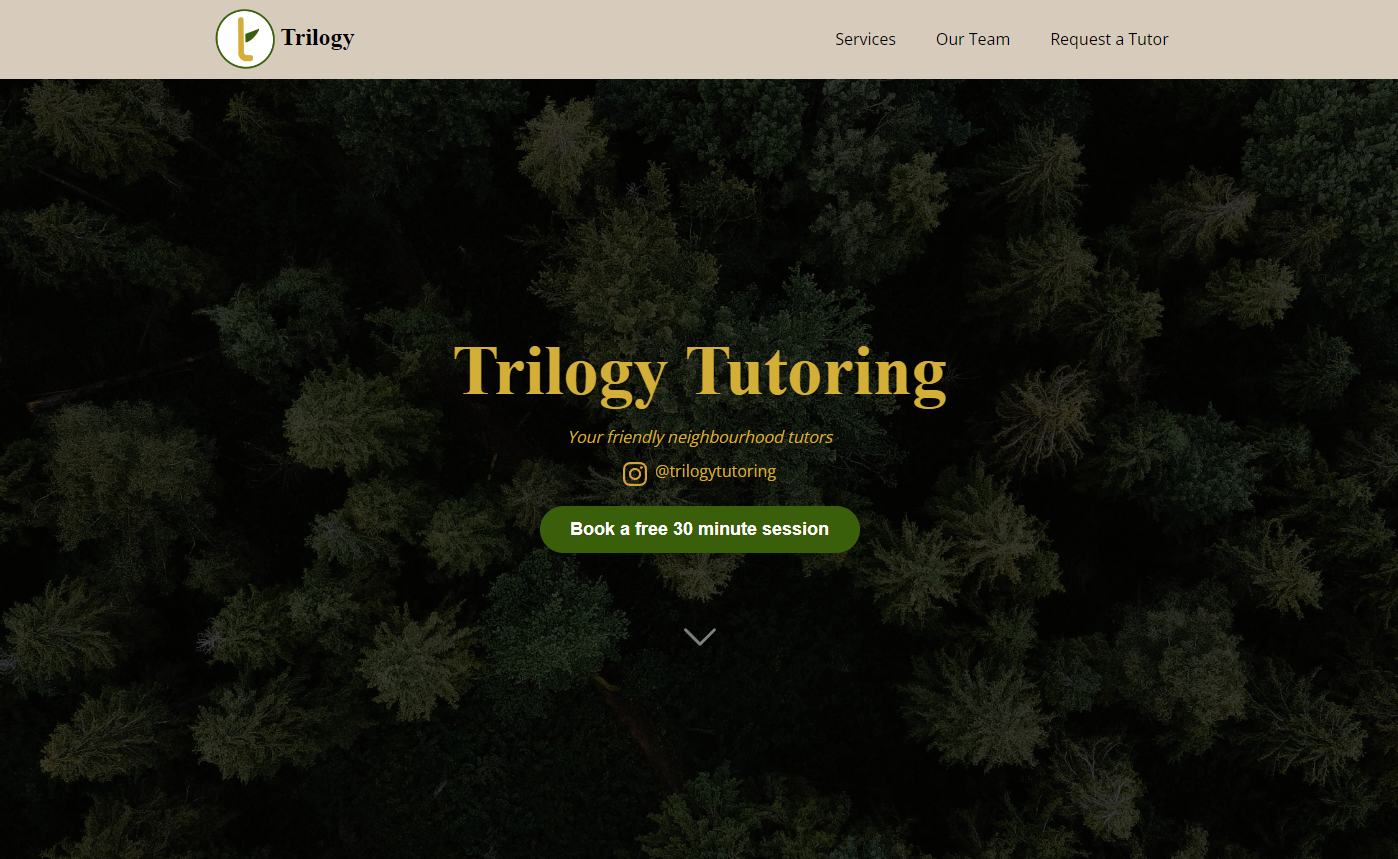 Trilogy
Services Our Team Request a Tutor
Trilogy Tutoring
Your friendly neighbourhood tutors
@trilogytutoring
Book a free 30 minute session